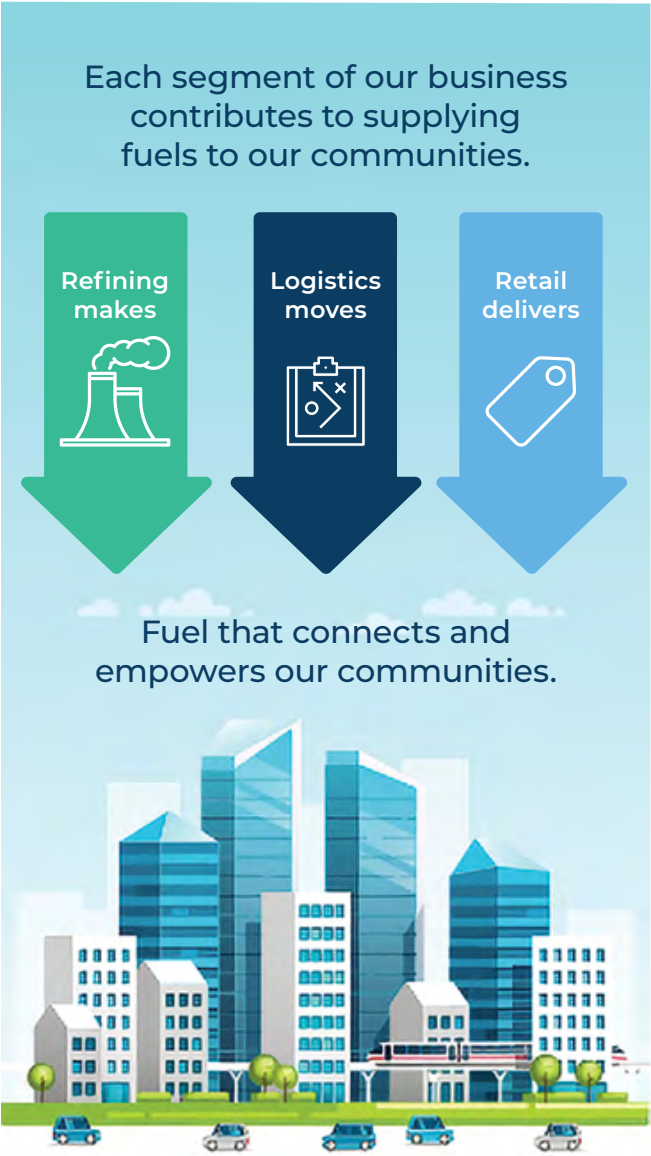 Each segment of our business
contributes to supplying
fuels to our communities.
Refining
makes
Logistics
moves
Retail
delivers
Fuel that connects and
empowers our communities.